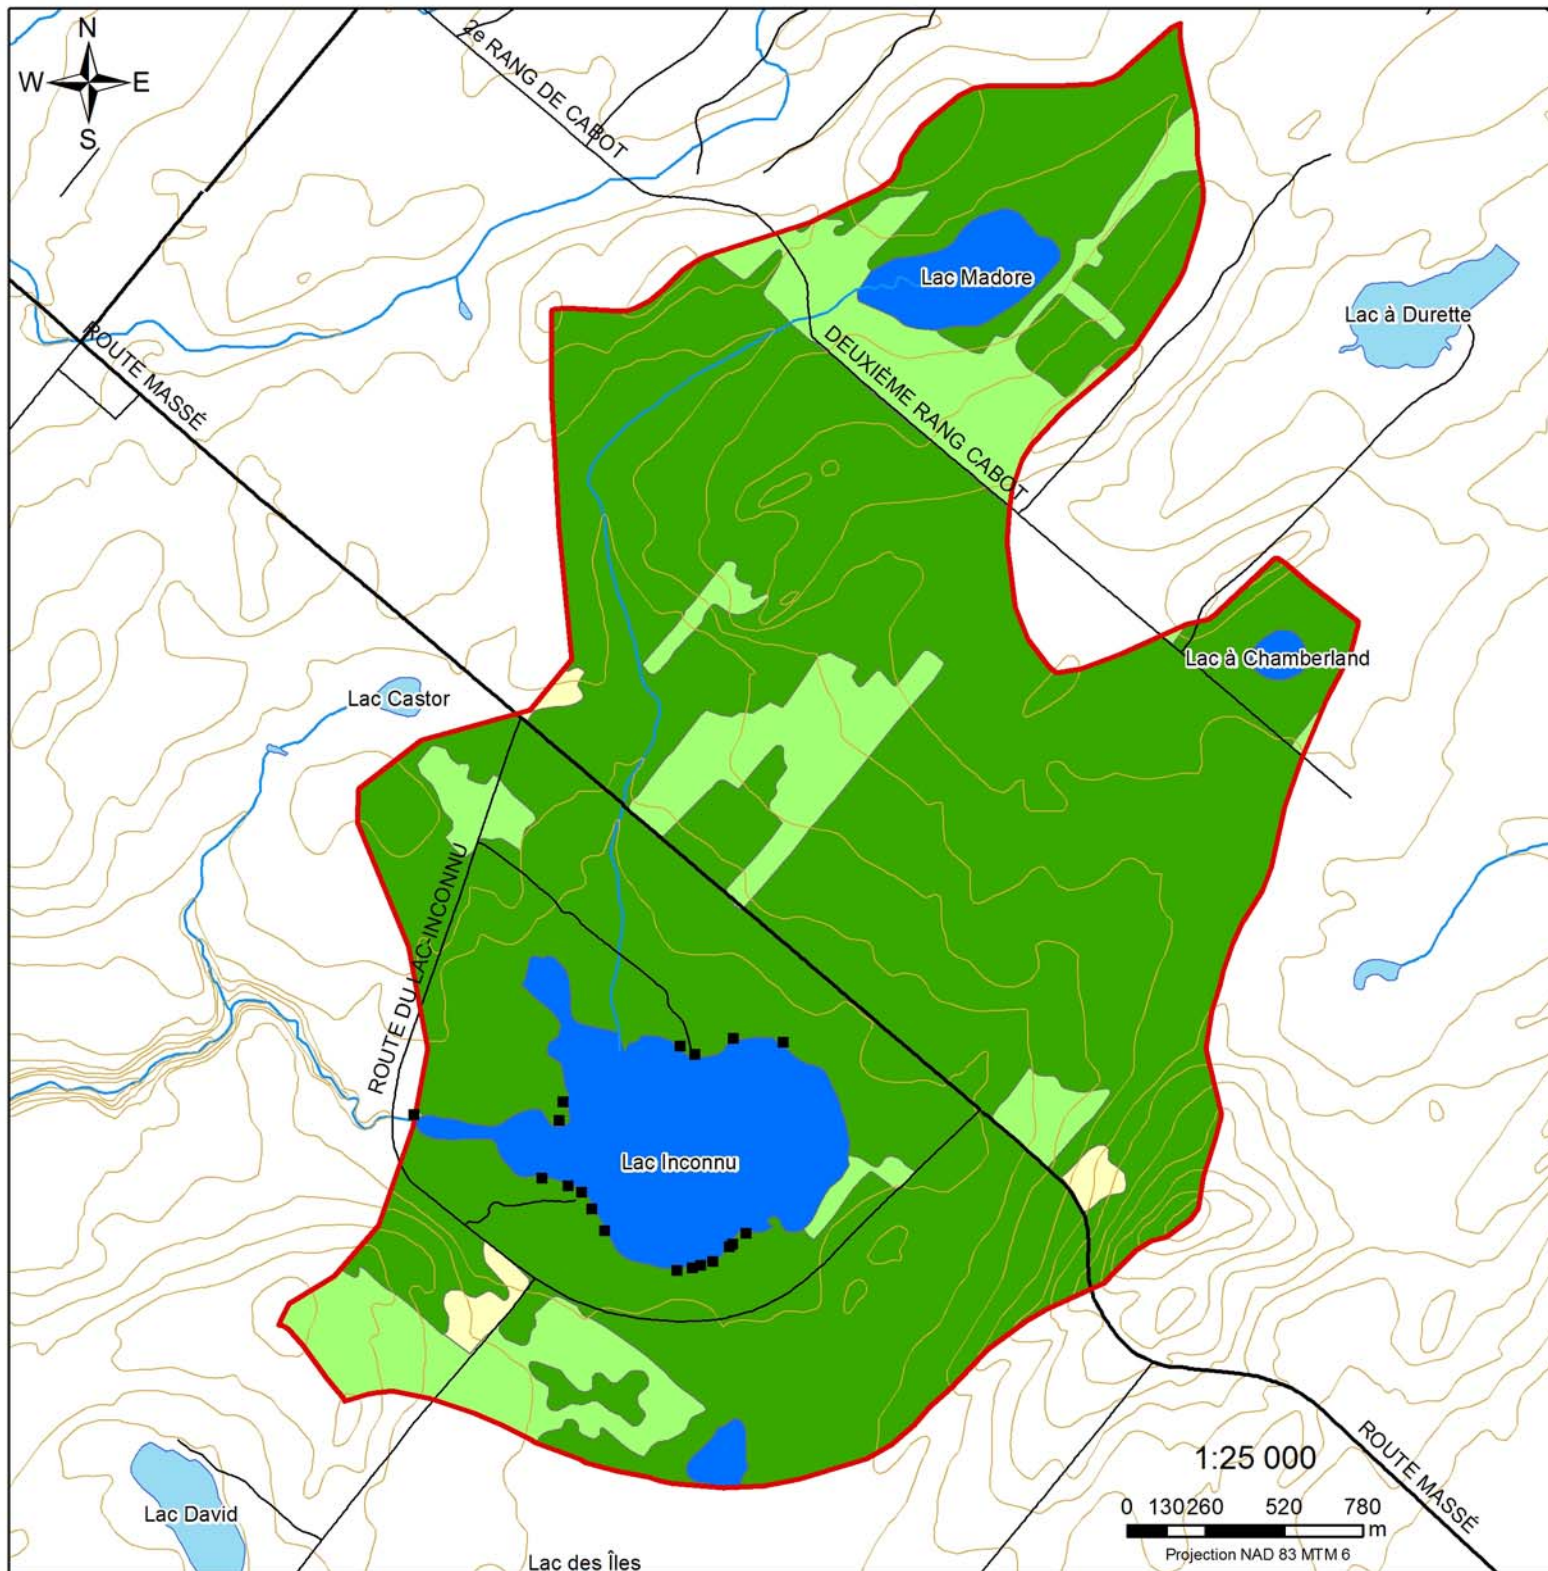 N
W E
S
2e RANG DE CABOT
Lac Madore
Lac à Durette
ROUTE MASSÉ
DEUXIÈME RANG CABOT
Lac à Chamberland
Lac Castor
ROUTE DU LAC-INCONNU
Lac Inconnu
1:25 000
ROUTE MASSÉ
0 130 260 520 780
m
Projection NAD 83 MTM 6
Lac David
Lac des Îles